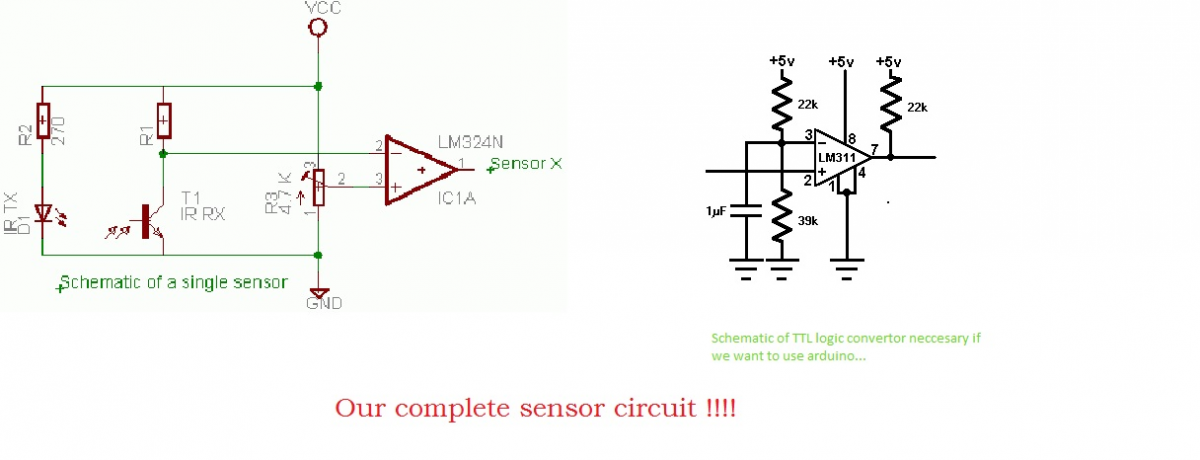 VCC
R2
270
R1
IR TX
D1
T1
IR RX
R3
4.7 K
3
2
1
2
3
LM324N
1
Sensor X
IC1A
Schematic of a single sensor
GND
+5v
+5v
+5v
22k
22k
3
8
7
LM311
2
1
4
1µF
39k
Schematic of TTL logic convertor neccesary if
we want to use arduino...
Our complete sensor circuit !!!!